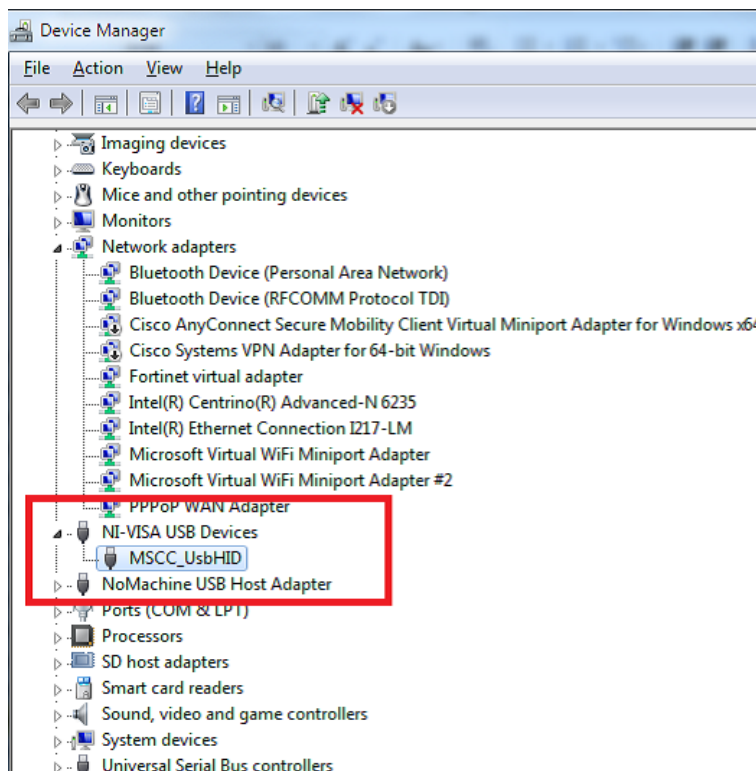 Device Manager
File Action View Help
Imaging devices
Keyboards
Mice and other pointing devices
Monitors
Network adapters
Bluetooth Device (Personal Area Network)
Bluetooth Device (RFCOMM Protocol TDI)
Cisco AnyConnect Secure Mobility Client Virtual Miniport Adapter for Windows x64
Cisco Systems VPN Adapter for 64-bit Windows
Fortinet virtual adapter
Intel(R) Centrino(R) Advanced-N 6235
Intel(R) Ethernet Connection I217-LM
Microsoft Virtual WiFi Miniport Adapter
Microsoft Virtual WiFi Miniport Adapter #2
PPPoP WAN Adapter
NI-VISA USB Devices
MSCC_UsbHID
NoMachine USB Host Adapter
Ports (COM & LPT)
Processors
SD host adapters
Smart card readers
Sound, video and game controllers
System devices
Universal Serial Bus controllers